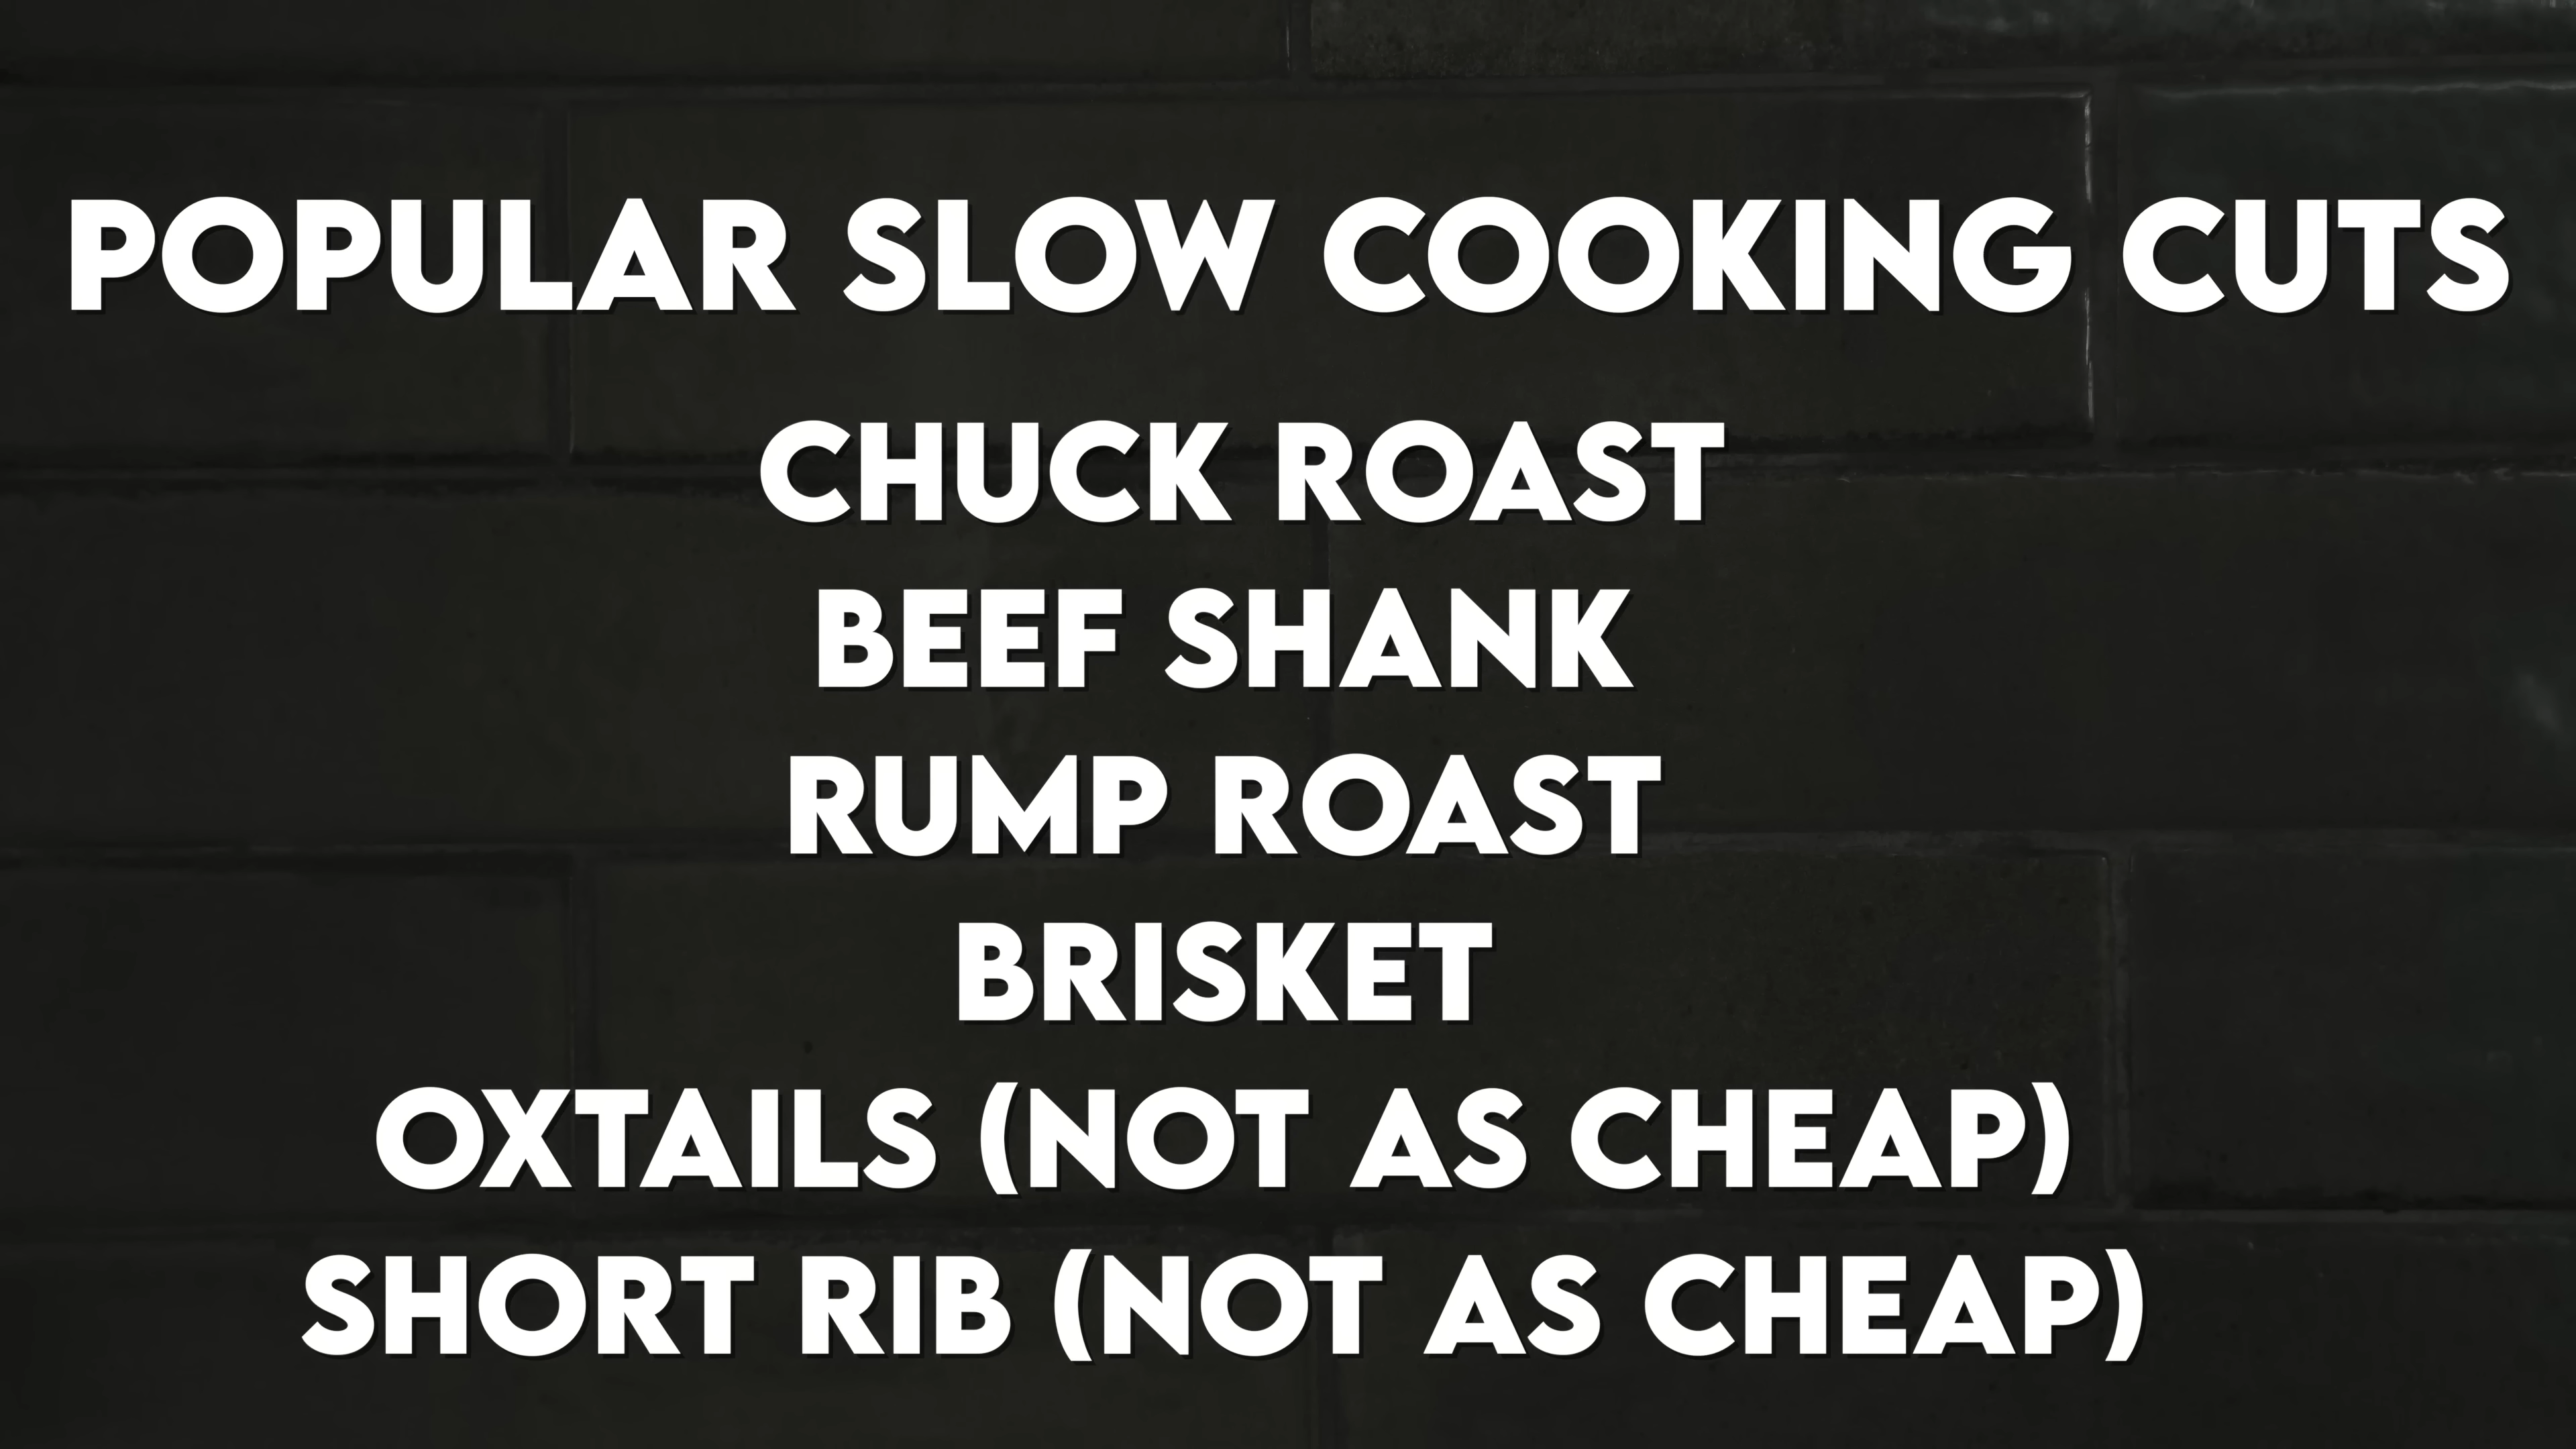 POPULAR SLOW COOKING CUTS
CHUCK ROAST
BEEF SHANK
RUMP ROAST
BRISKET
OXTAILS (NOT AS CHEAP)
SHORT RIB (NOT AS CHEAP)